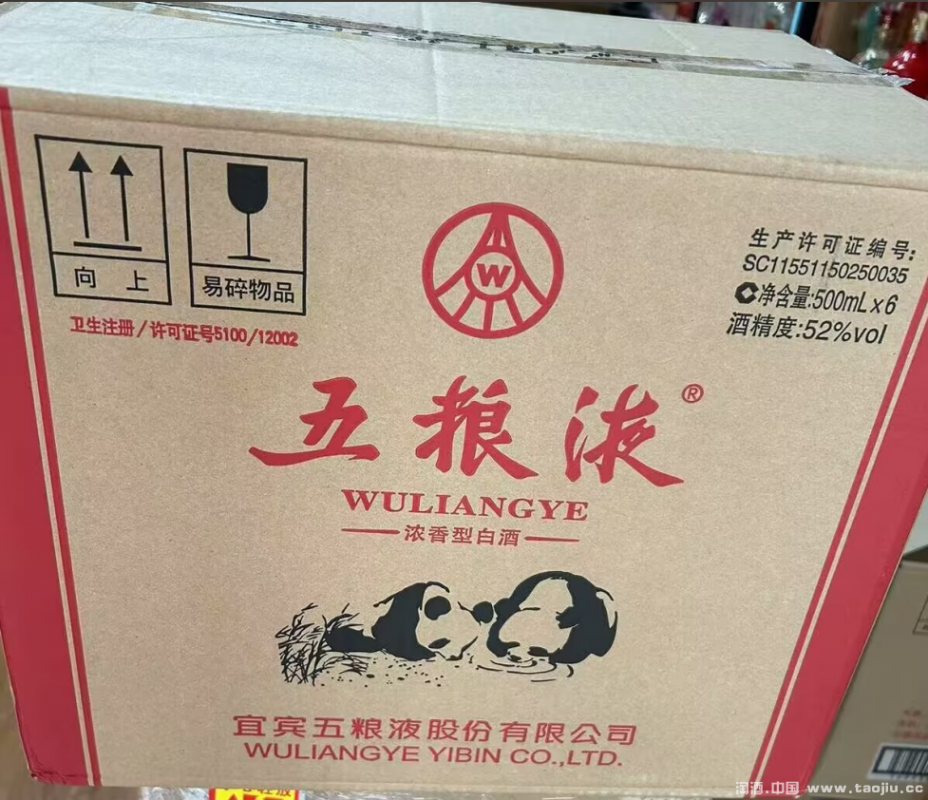 向 上
易碎物品
卫生注册/许可证号5100/12002
W
生产许可证编号:
SC11551150250035
净含量:500mL×6
酒精度:52%vol
五粮液®
WULIANGYE
浓香型白酒
宜宾五粮液股份有限公司
WULIANGYE YIBIN CO.,LTD.
淘酒.中国 www.taojiu.cc